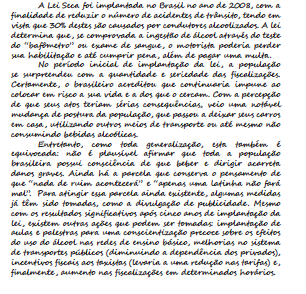 A Lei Seca foi implantada no Brasil no ano de 2008, com a
finalidade de reduzir o número de acidentes de trânsito, tendo em
vista que 30% destes são causados por condutores alcoolizados. A lei
determina que, se comprovada a ingestão de álcool através do teste
do "bafômetro" ou exame de sangue, o motorista poderia perder
sua habilitação e até cumprir pena, além de pagar uma multa.
No período inicial de implantação da lei, a população
se surpreendeu com a quantidade e seriedade das fiscalizações.
Certamente, o brasileiro acreditou que continuaria impune ao
colocar em risco a sua vida e a dos que o cercam. Com a percepção
de que seus atos teriam sérias consequências, veio uma notável
mudança de postura da população, que passou a deixar seus carros
em casa, utilizando outros meios de transporte ou até mesmo não
consumindo bebidas alcoólicas.
Entretanto, como toda generalização, esta também é
equivocada: não é plausível afirmar que toda a população
brasileira possui consciência de que beber e dirigir acarreta
danos graves. Ainda há a parcela que conserva o pensamento de
que "nada de ruim acontecerá" e "apenas uma latinha não fará
mal". Para atingir essa parcela ainda existente, algumas medidas
já têm sido tomadas, como a divulgação de publicidade. Mesmo
com os resultados significativos após cinco anos de implantação da
lei, existem outras ações que podem ser tomadas: implantação de
aulas e palestras para uma conscientização precoce sobre os efeitos
do uso do álcool nas redes de ensino básico, melhorias no sistema
de transportes públicos (diminuindo a dependência dos privados),
incentivos fiscais aos taxistas (levaria a uma redução nas tarifas) e,
finalmente, aumento nas fiscalizações em determinados horários.